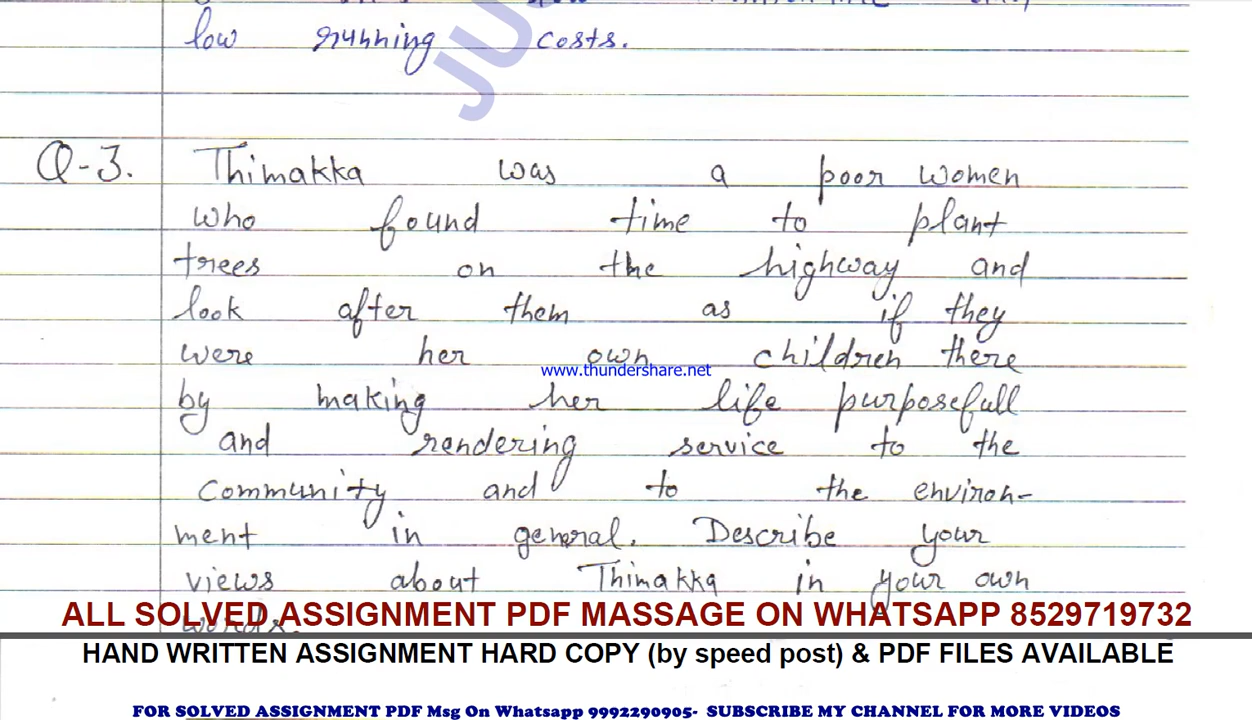 low running costs.
JU
Q-3. Thimakka was a poor women
who found time to plant
trees on the highway and
look after them as if they
were her own children there
www.thundershare.net
by making her life purposefull
and rendering service to the
community and to the environ-
ment in general. Describe your
views about Thimakka in your own
words.
ALL SOLVED ASSIGNMENT PDF MASSAGE ON WHATSAPP 8529719732
HAND WRITTEN ASSIGNMENT HARD COPY (by speed post) & PDF FILES AVAILABLE
FOR SOLVED ASSIGNMENT PDF Msg On Whatsapp 9992290905- SUBSCRIBE MY CHANNEL FOR MORE VIDEOS